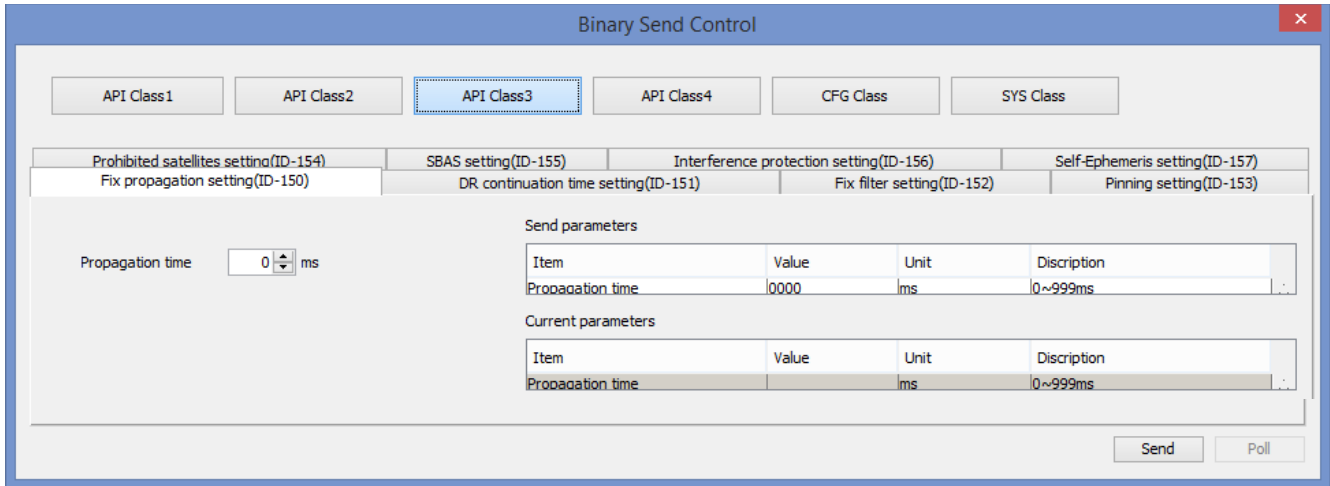 Binary Send Control
API Class1 API Class2 API Class3 API Class4 CFG Class SYS Class
Prohibited satellites setting(ID-154) SBAS setting(ID-155) Interference protection setting(ID-156) Self-Ephemeris setting(ID-157)
Fix propagation setting(ID-150) DR continuation time setting(ID-151) Fix filter setting(ID-152) Pinning setting(ID-153)
Send parameters
Propagation time 0 ms
Item Value Unit Discription
Propagation time 0000 ms 0~999ms
Current parameters
Item Value Unit Discription
Propagation time ms 0~999ms
Send Poll